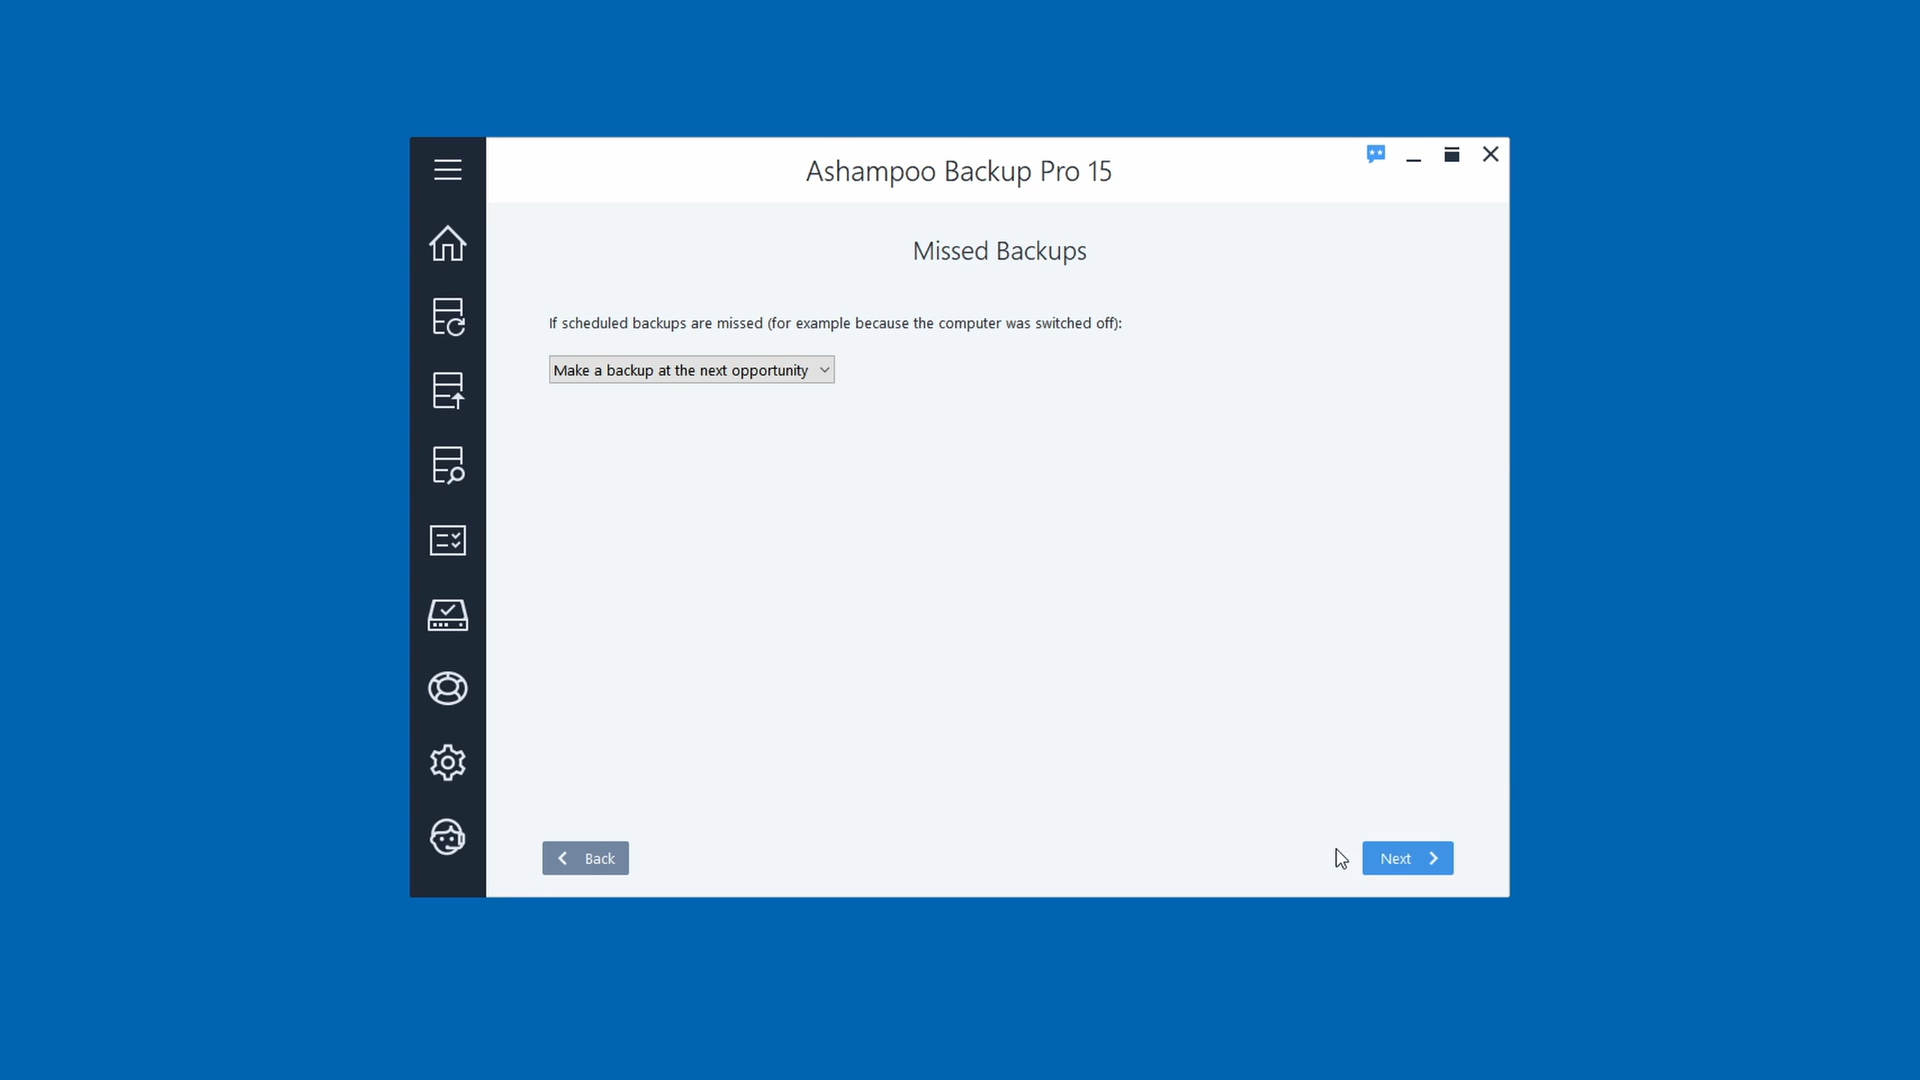 Ashampoo Backup Pro 15
Missed Backups
If scheduled backups are missed (for example because the computer was switched off):
Make a backup at the next opportunity
Back
Next